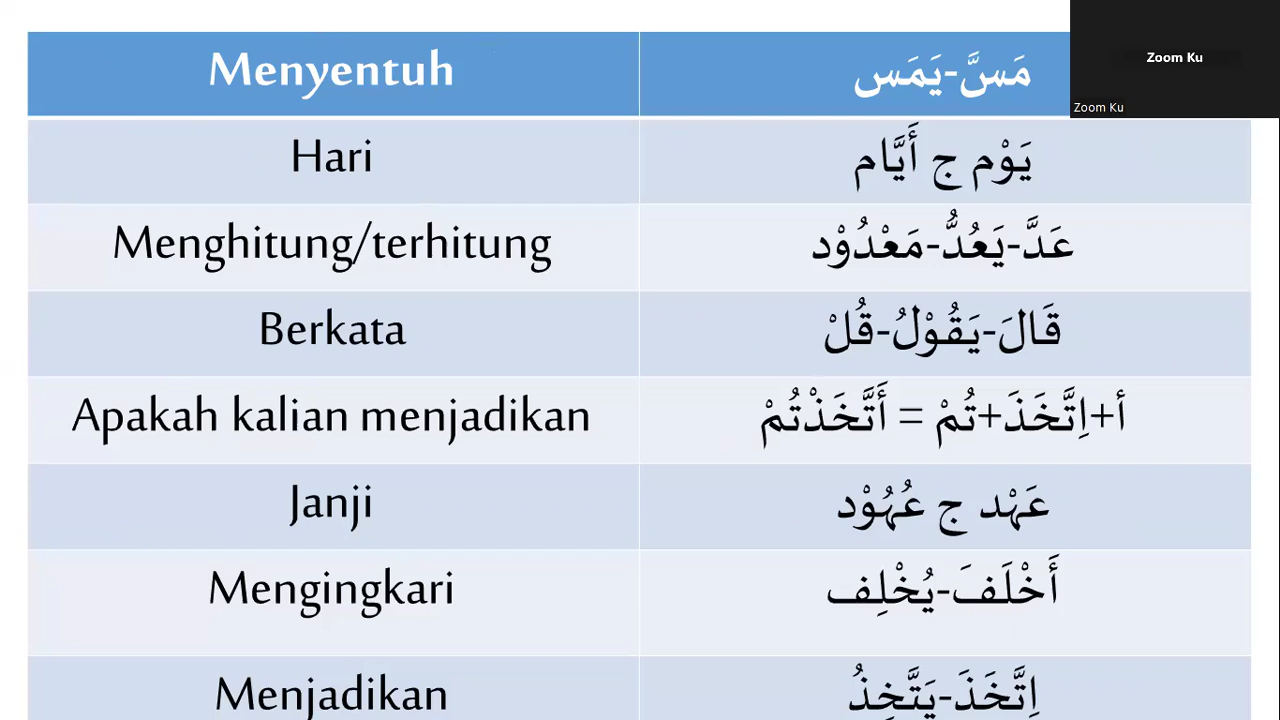 Menyentuh مَسَّ-يَمَس
Zoom Ku
Zoom Ku
Hari يَوْم ج أَيَّام
Menghitung/terhitung عَدَّ-يَعُدُّ-مَعْدُوْد
Berkata قَالَ-يَقُوْلُ-قُلْ
Apakah kalian menjadikan أ+اِتَّخَذَ+تُمْ = أَتَّخَذْتُمْ
Janji عَهْد ج عُهُوْد
Mengingkari أَخْلَفَ-يُخْلِف
Menjadikan اِتَّخَذَ-يَتَّخِذُ